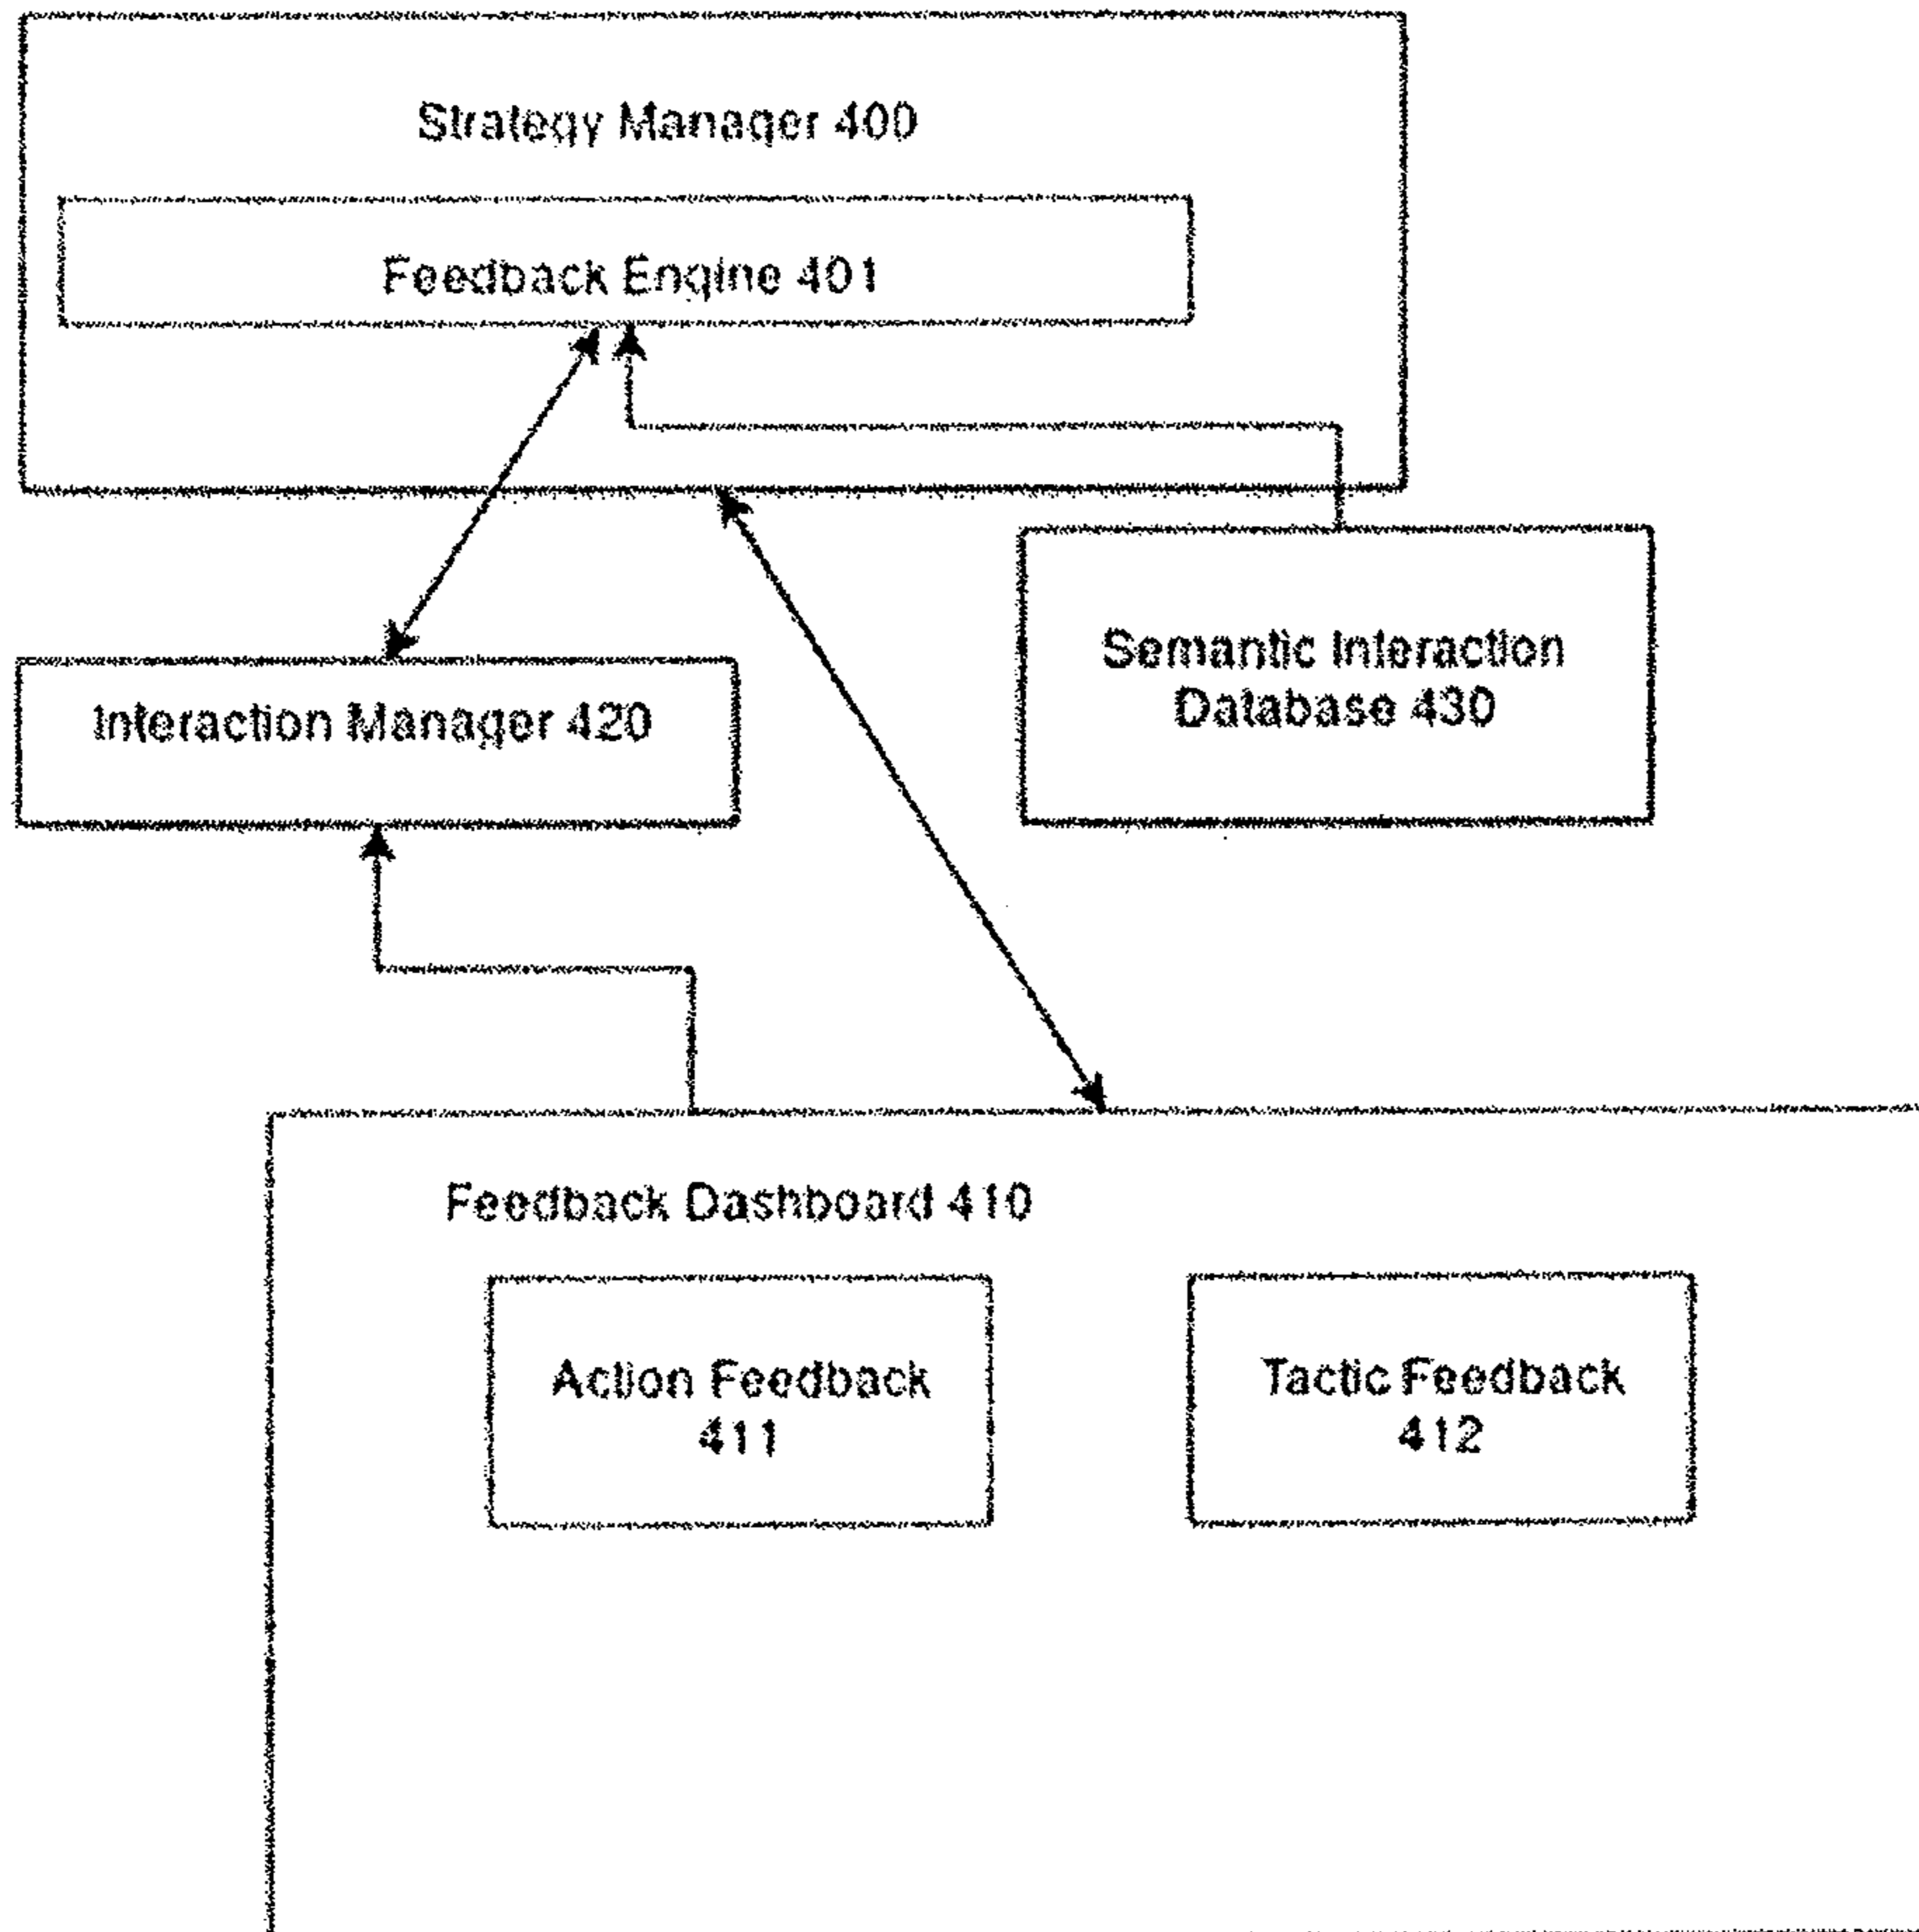 Strategy Manager 400
Feedback Engine 401
Interaction Manager 420
Semantic Interaction
Database 430
Feedback Dashboard 410
Action Feedback
411
Tactic Feedback
412